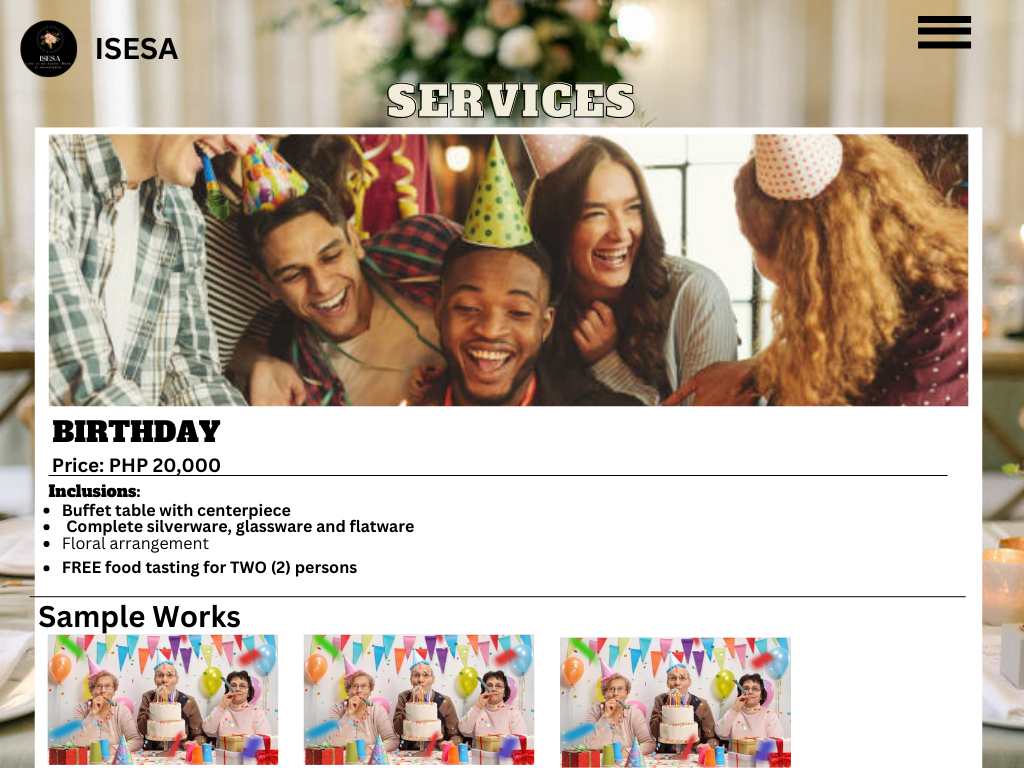 ISESA
ISESA
SERVICES
BIRTHDAY
Price: PHP 20,000
Inclusions:
• Buffet table with centerpiece
• Complete silverware, glassware and flatware
• Floral arrangement
• FREE food tasting for TWO (2) persons
Sample Works